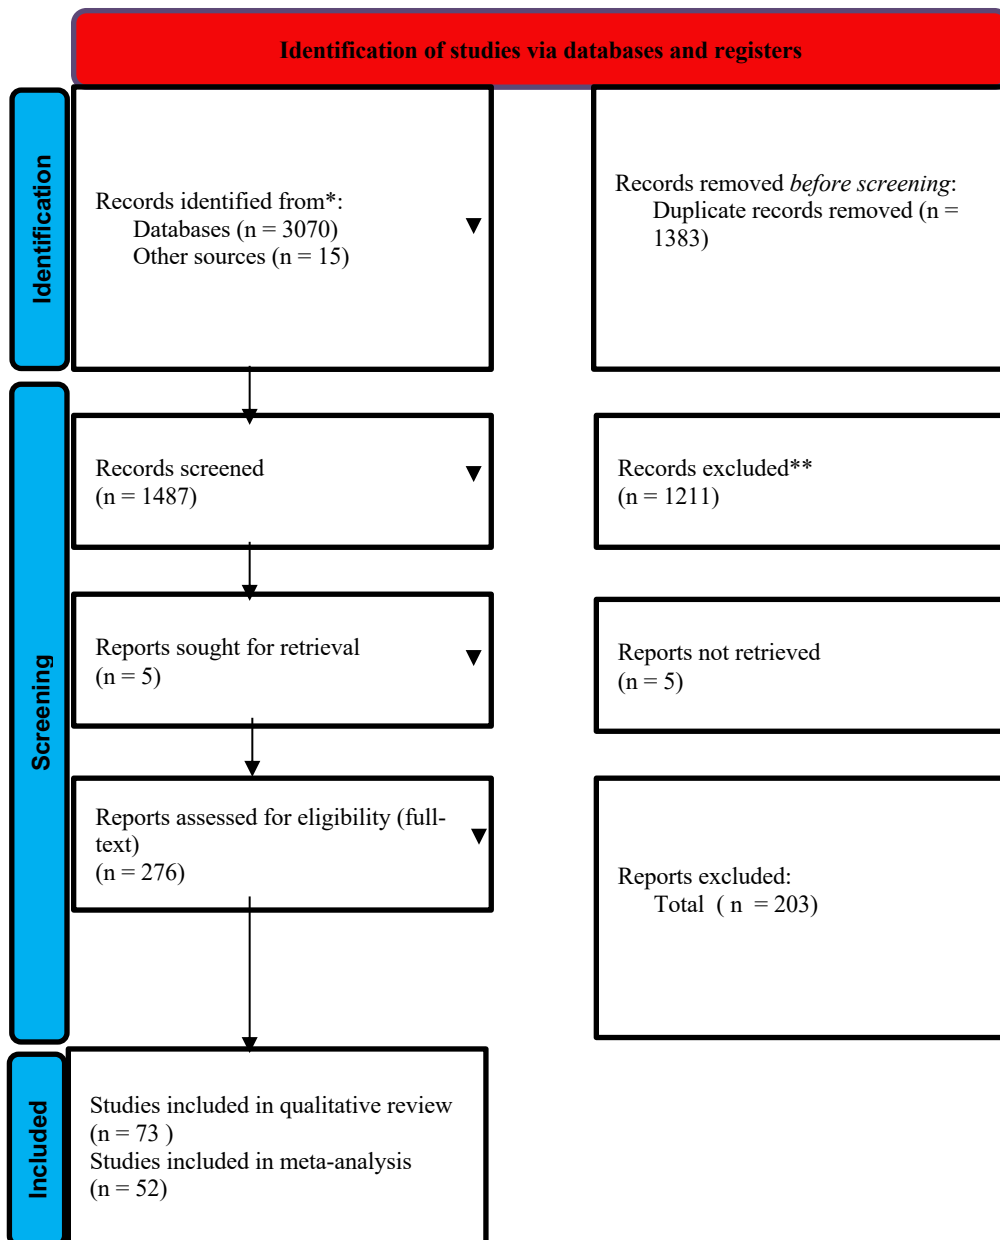 Identification of studies via databases and registers
Identification
Records identified from*:
Databases (n = 3070)
Other sources (n = 15)
Records removed before screening:
Duplicate records removed (n =
1383)
Screening
Records screened
(n = 1487)
Records excluded**
(n = 1211)
Reports sought for retrieval
(n = 5)
Reports not retrieved
(n = 5)
Reports assessed for eligibility (full-
text)
(n = 276)
Reports excluded:
Total ( n = 203)
Included
Studies included in qualitative review
(n = 73 )
Studies included in meta-analysis
(n = 52)